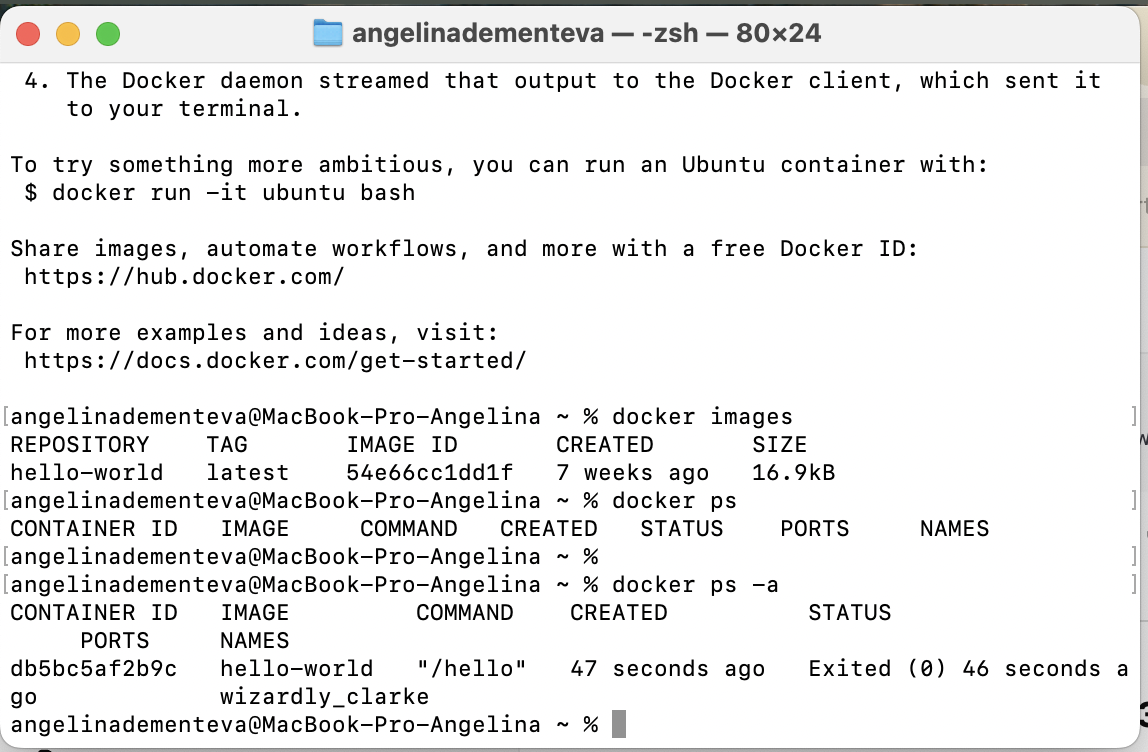 angelinadementeva — -zsh — 80×24
4. The Docker daemon streamed that output to the Docker client, which sent it
to your terminal.
To try something more ambitious, you can run an Ubuntu container with:
$ docker run -it ubuntu bash
Share images, automate workflows, and more with a free Docker ID:
https://hub.docker.com/
For more examples and ideas, visit:
https://docs.docker.com/get-started/
[angelinadementeva@MacBook-Pro-Angelina ~ % docker images ]
REPOSITORY TAG IMAGE ID CREATED SIZE
hello-world latest 54e66cc1dd1f 7 weeks ago 16.9kB
[angelinadementeva@MacBook-Pro-Angelina ~ % docker ps ]
CONTAINER ID IMAGE COMMAND CREATED STATUS PORTS NAMES
[angelinadementeva@MacBook-Pro-Angelina ~ % ]
[angelinadementeva@MacBook-Pro-Angelina ~ % docker ps -a ]
CONTAINER ID IMAGE COMMAND CREATED STATUS
PORTS NAMES
db5bc5af2b9c hello-world "/hello" 47 seconds ago Exited (0) 46 seconds a
go wizardly_clarke
angelinadementeva@MacBook-Pro-Angelina ~ %